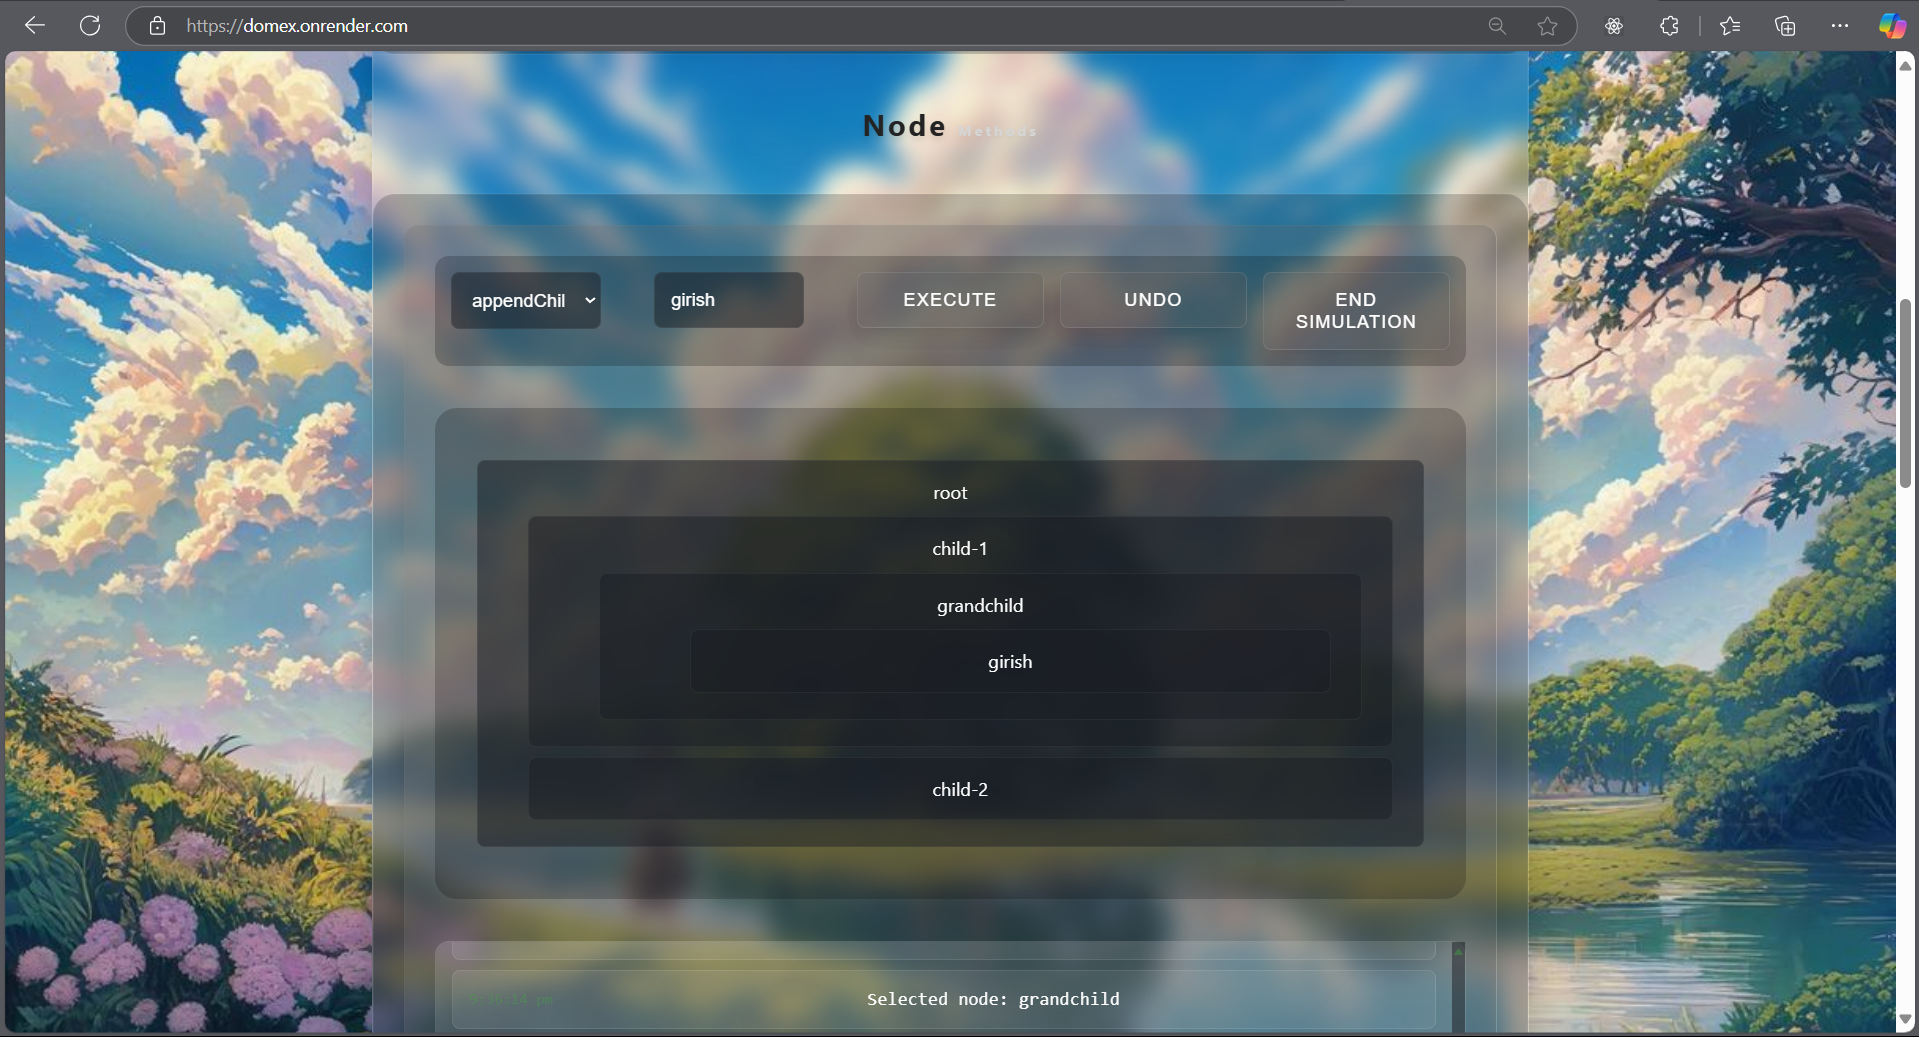 https://domex.onrender.com
Node Methods
appendChil
girish
EXECUTE
UNDO
END
SIMULATION
root
child-1
grandchild
girish
child-2
Selected node: grandchild